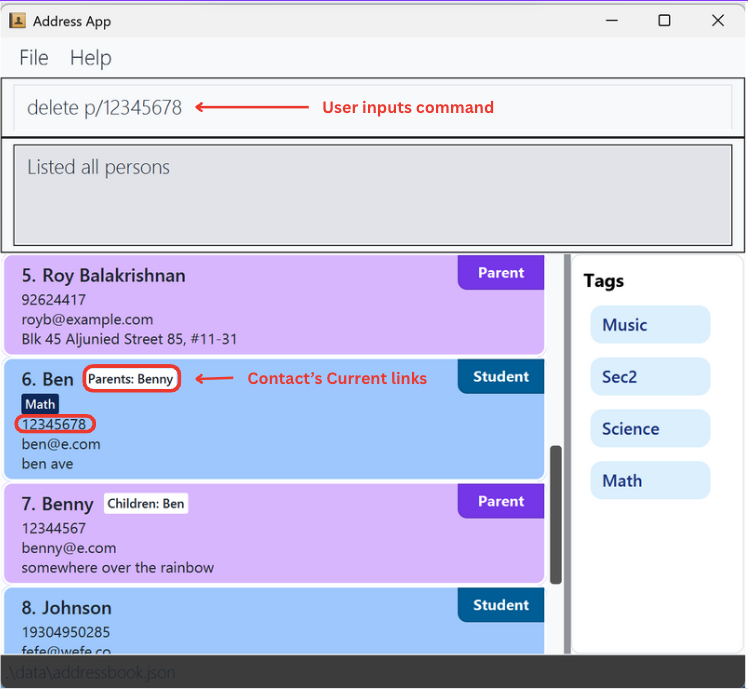 Address App
File Help
delete p/12345678
User inputs command
Listed all persons
5. Roy Balakrishnan
Parent
92624417
royb@example.com
Blk 45 Aljunied Street 85, #11-31
6. Ben
Parents: Benny
Contact's Current links
Student
Math
12345678
ben@e.com
ben ave
7. Benny
Children: Ben
Parent
12344567
benny@e.com
somewhere over the rainbow
8. Johnson
Student
19304950285
fefe@wefe.co
Tags
Music
Sec2
Science
Math
.\data\addressbook.json